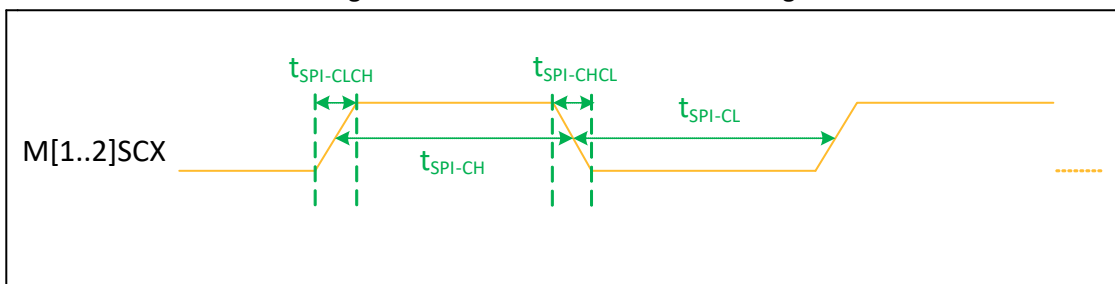 tSPI-CLCH
tSPI-CHCL
tSPI-CL
M[1..2]SCX
tSPI-CH